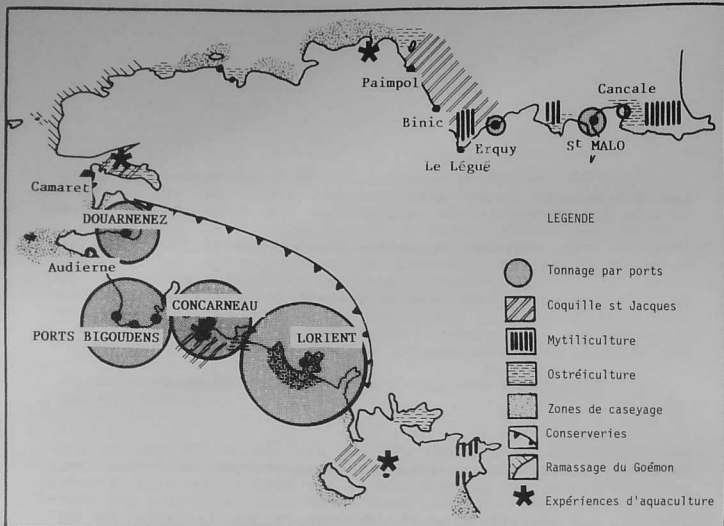 Paimpol
Cancale
Binic
Erquy
St MALO
Le Légué
Camaret
DOUARNENEZ
Audierne
CONCARNEAU
PORTS BIGOUDENS
LORIENT
LEGENDE
Tonnage par ports
Coquille st Jacques
Mytiliculture
Ostréiculture
Zones de caseyage
Conserveries
Ramassage du Goémon
Expériences d'aquaculture